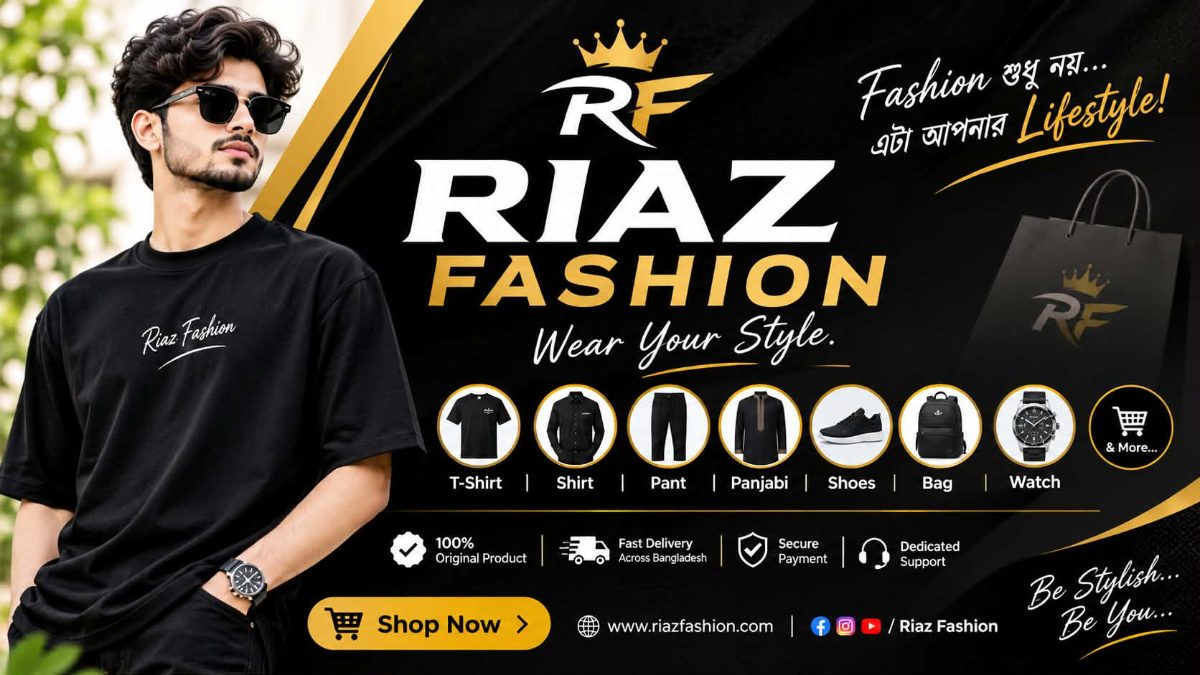 RF
RIAZ
FASHION
Wear Your Style.
Fashion শুধু নয়...
এটা আপনার Lifestyle!
Riaz Fashion
RF
T-Shirt | Shirt | Pant | Panjabi | Shoes | Bag | Watch
& More...
100%
Original Product
Fast Delivery
Across Bangladesh
Secure
Payment
Dedicated
Support
Shop Now >
www.riazfashion.com | / Riaz Fashion
Be Stylish...
Be You...